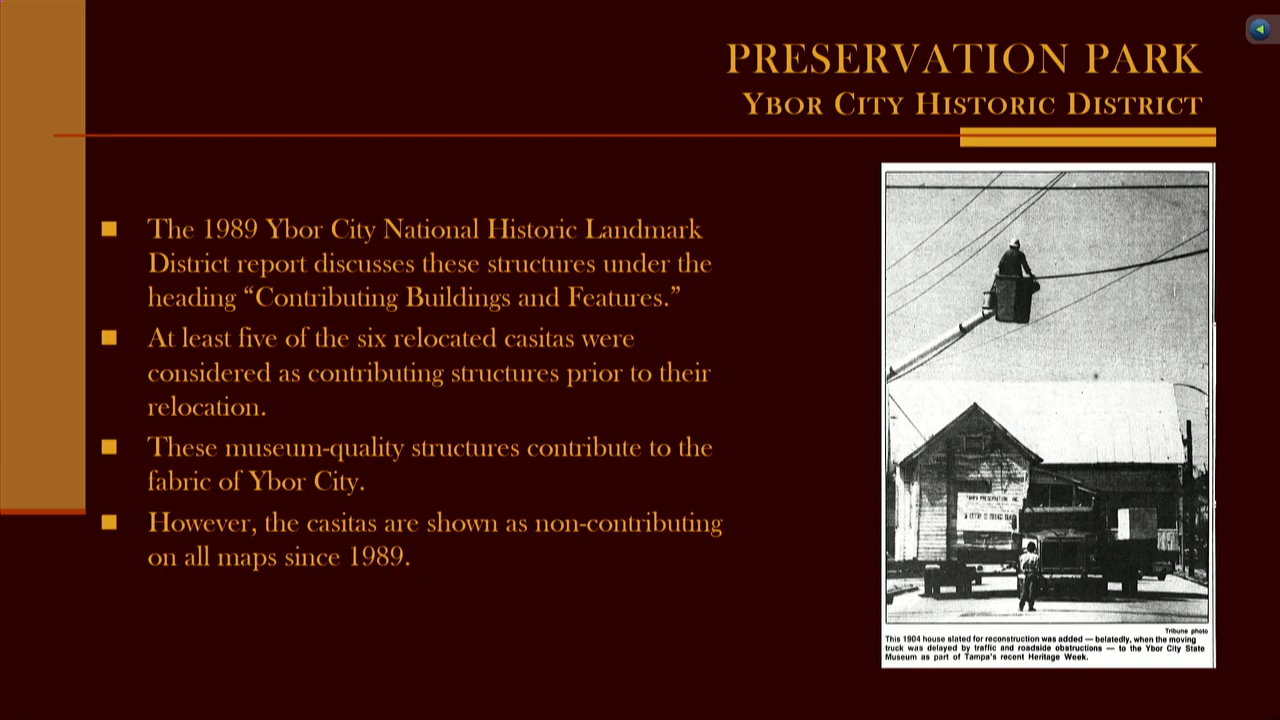 PRESERVATION PARK
YBOR CITY HISTORIC DISTRICT
■ The 1989 Ybor City National Historic Landmark
District report discusses these structures under the
heading “Contributing Buildings and Features.”
■ At least five of the six relocated casitas were
considered as contributing structures prior to their
relocation.
■ These museum-quality structures contribute to the
fabric of Ybor City.
■ However, the casitas are shown as non-contributing
on all maps since 1989.
TAMPA PRESERVATION INC.
Tribune photo
This 1904 house slated for reconstruction was added — belatedly, when the moving
truck was delayed by traffic and roadside obstructions — to the Ybor City State
Museum as part of Tampa's recent Heritage Week.